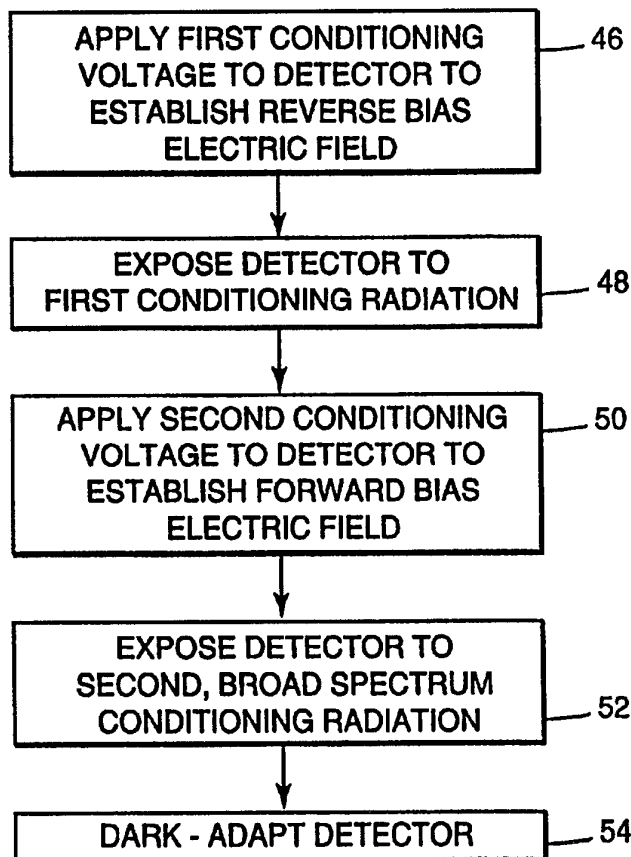 APPLY FIRST CONDITIONING
VOLTAGE TO DETECTOR TO
ESTABLISH REVERSE BIAS
ELECTRIC FIELD
46
EXPOSE DETECTOR TO
FIRST CONDITIONING RADIATION
48
APPLY SECOND CONDITIONING
VOLTAGE TO DETECTOR TO
ESTABLISH FORWARD BIAS
ELECTRIC FIELD
50
EXPOSE DETECTOR TO
SECOND, BROAD SPECTRUM
CONDITIONING RADIATION
52
DARK - ADAPT DETECTOR
54